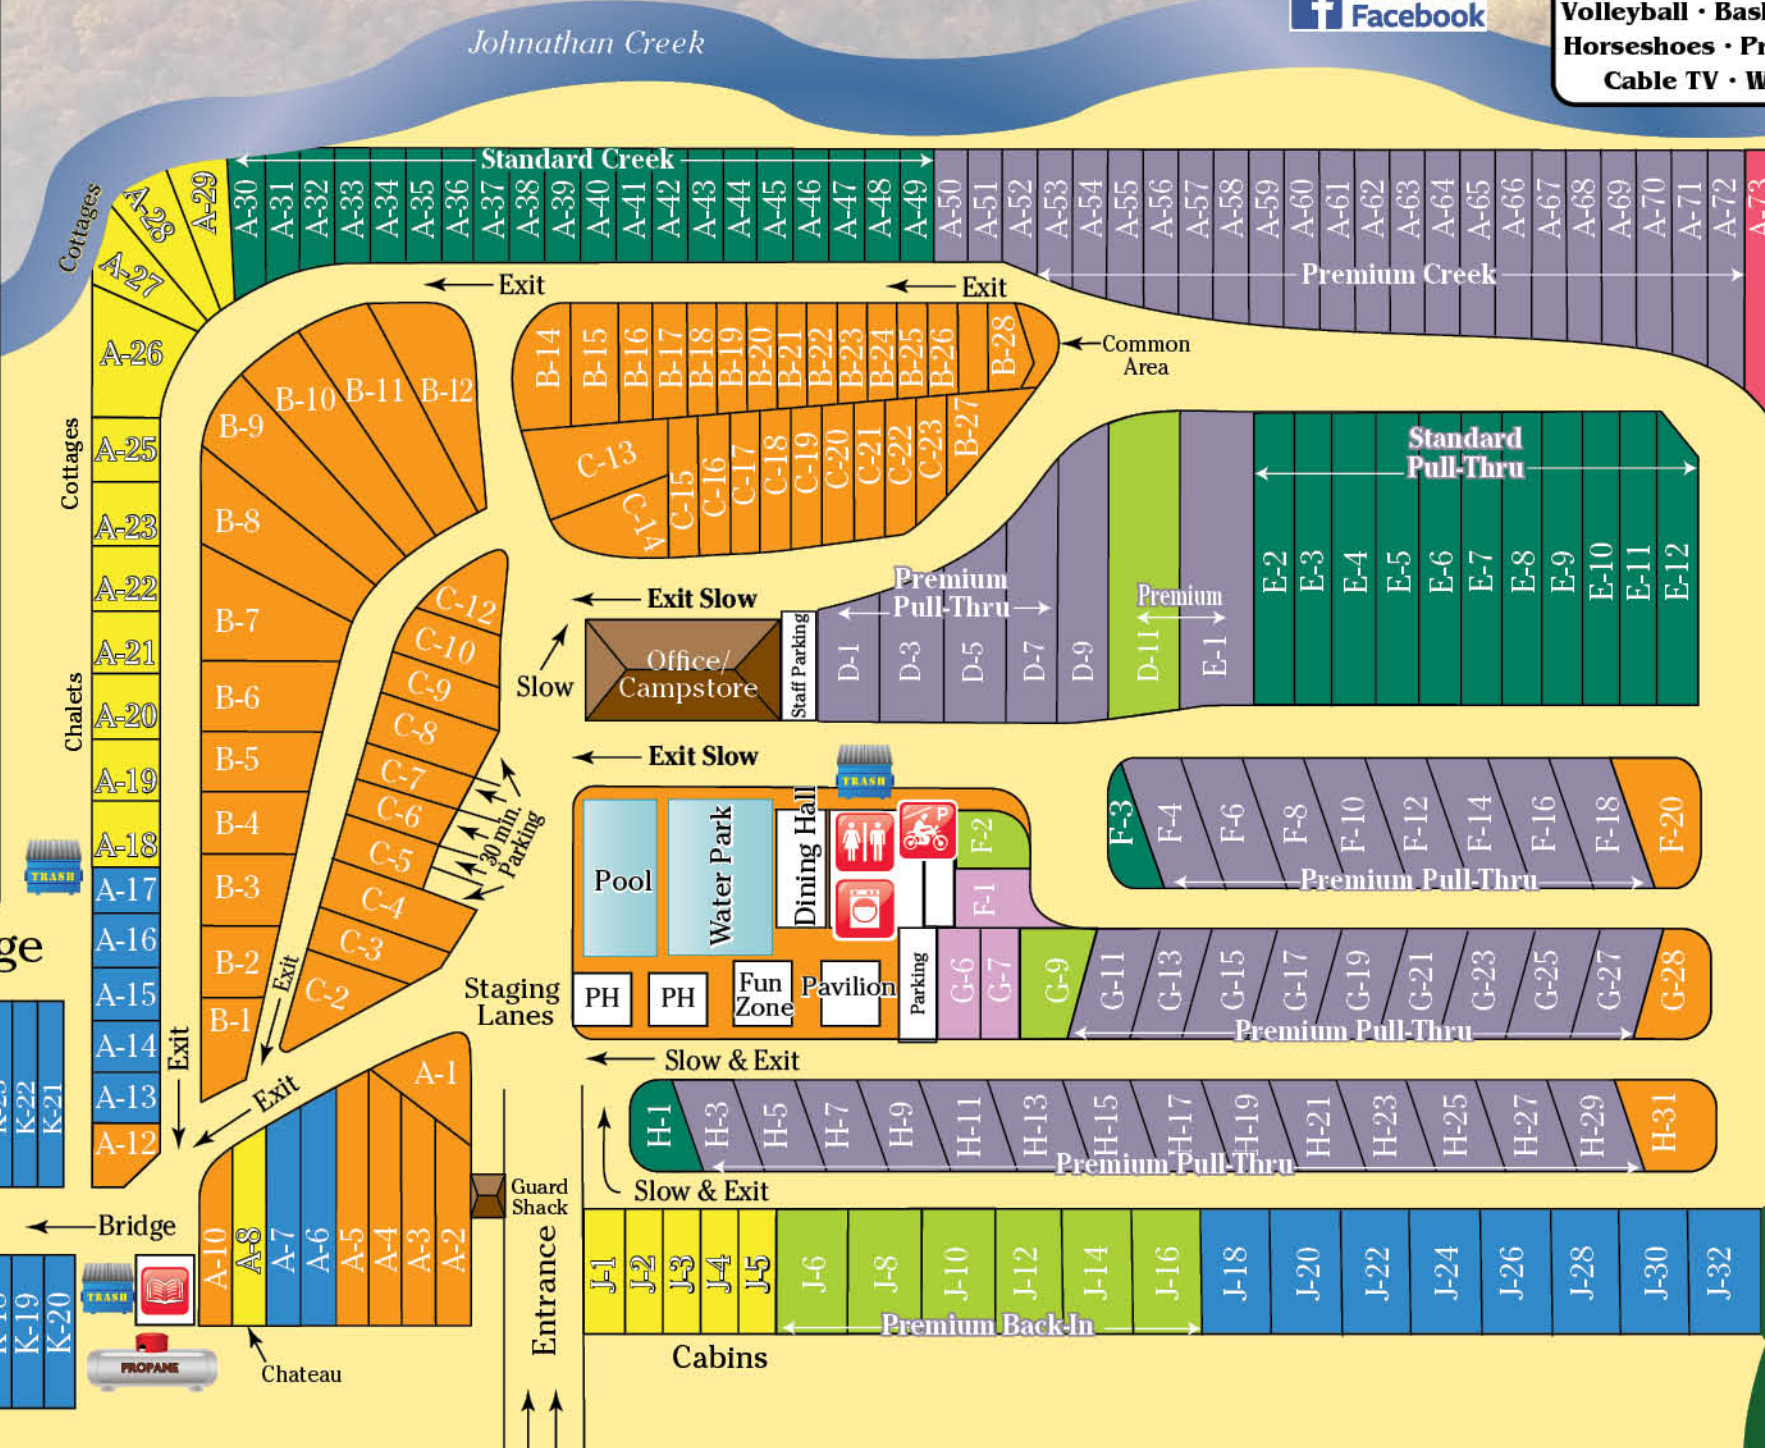 Facebook
Volleyball · Bas
Horseshoes · Pr
Cable TV · W
Johnathan Creek
Standard Creek
Cottages
A-28
A-29
A-30
A-31
A-32
A-33
A-34
A-35
A-36
A-37
A-38
A-39
A-40
A-41
A-42
A-43
A-44
A-45
A-46
A-47
A-48
A-49
A-50
A-51
A-52
A-53
A-54
A-55
A-56
A-57
A-58
A-59
A-60
A-61
A-62
A-63
A-64
A-65
A-66
A-67
A-68
A-69
A-70
A-71
A-72
A-73
Premium Creek
A-27
A-26
Exit
Exit
Common
Area
B-9
B-10
B-11
B-12
B-14
B-15
B-16
B-17
B-18
B-19
B-20
B-21
B-22
B-23
B-24
B-25
B-26
B-28
Cottages
A-25
A-23
A-22
A-21
Chalets
A-20
A-19
A-18
C-13
C-14
C-15
C-16
C-17
C-18
C-19
C-20
C-21
C-22
C-23
B-27
Standard
Pull-Thru
B-8
B-7
B-6
B-5
B-4
B-3
B-2
B-1
C-12
C-10
C-9
C-8
C-7
C-6
C-5
C-4
C-3
C-2
30 min.
Parking
Exit Slow
Slow
Office/
Campstore
Staff Parking
Premium
Pull-Thru
D-1
D-3
D-5
D-7
D-9
Premium
D-11
E-1
E-2
E-3
E-4
E-5
E-6
E-7
E-8
E-9
E-10
E-11
E-12
Exit Slow
TRASH
Pool
Water Park
Dining Hall
P
F-2
F-1
F-3
F-4
F-6
F-8
F-10
F-12
F-14
F-16
F-18
F-20
Premium Pull-Thru
TRASH
A-17
A-16
A-15
A-14
A-13
A-12
ge
Exit
Exit
Exit
Staging
Lanes
PH
PH
Fun
Zone
Pavilion
Parking
G-6
G-7
G-9
G-11
G-13
G-15
G-17
G-19
G-21
G-23
G-25
G-27
G-28
Premium Pull-Thru
Slow & Exit
K-22
K-21
A-1
H-1
H-3
H-5
H-7
H-9
H-11
H-13
H-15
H-17
H-19
H-21
H-23
H-25
H-27
H-29
H-31
Premium Pull-Thru
Slow & Exit
Guard
Shack
Bridge
A-10
A-8
A-7
A-6
A-5
A-4
A-3
A-2
Entrance
J-1
J-2
J-3
J-4
J-5
J-6
J-8
J-10
J-12
J-14
J-16
J-18
J-20
J-22
J-24
J-26
J-28
J-30
J-32
Premium Back-In
K-19
K-20
TRASH
PROPANE
Chateau
Cabins